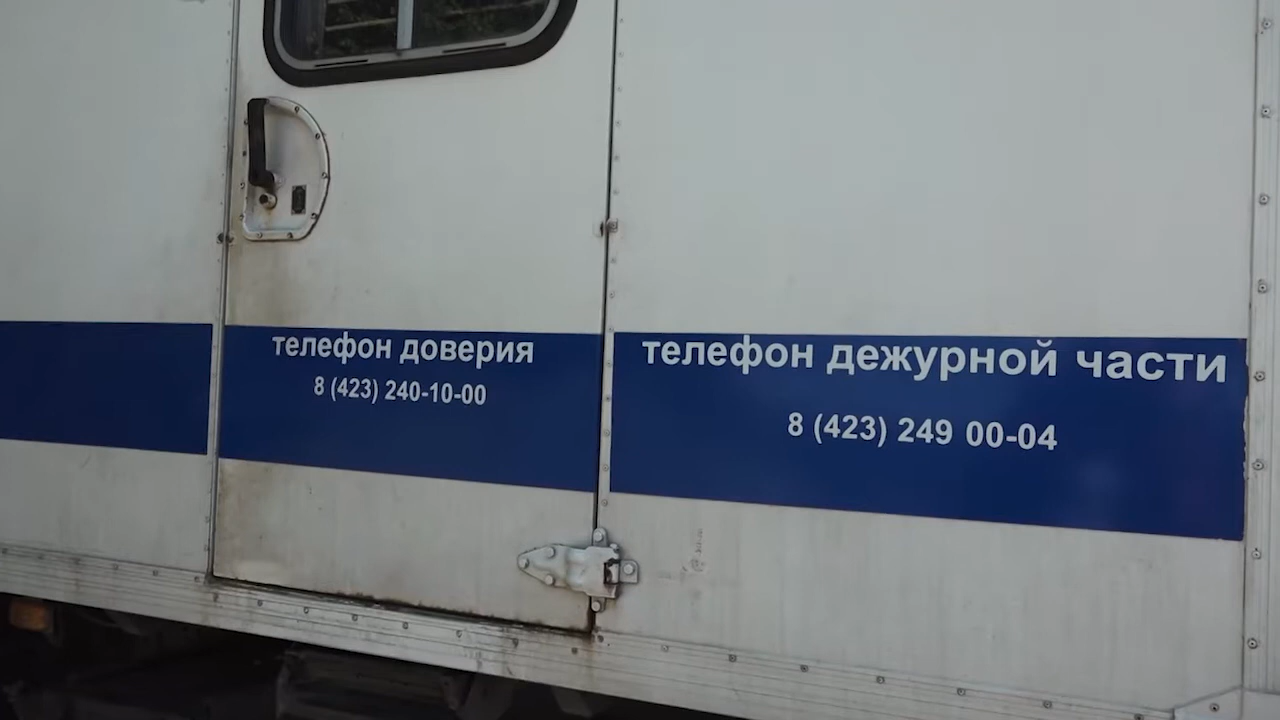 телефон доверия
8 (423) 240-10-00
телефон дежурной части
8 (423) 249 00-04